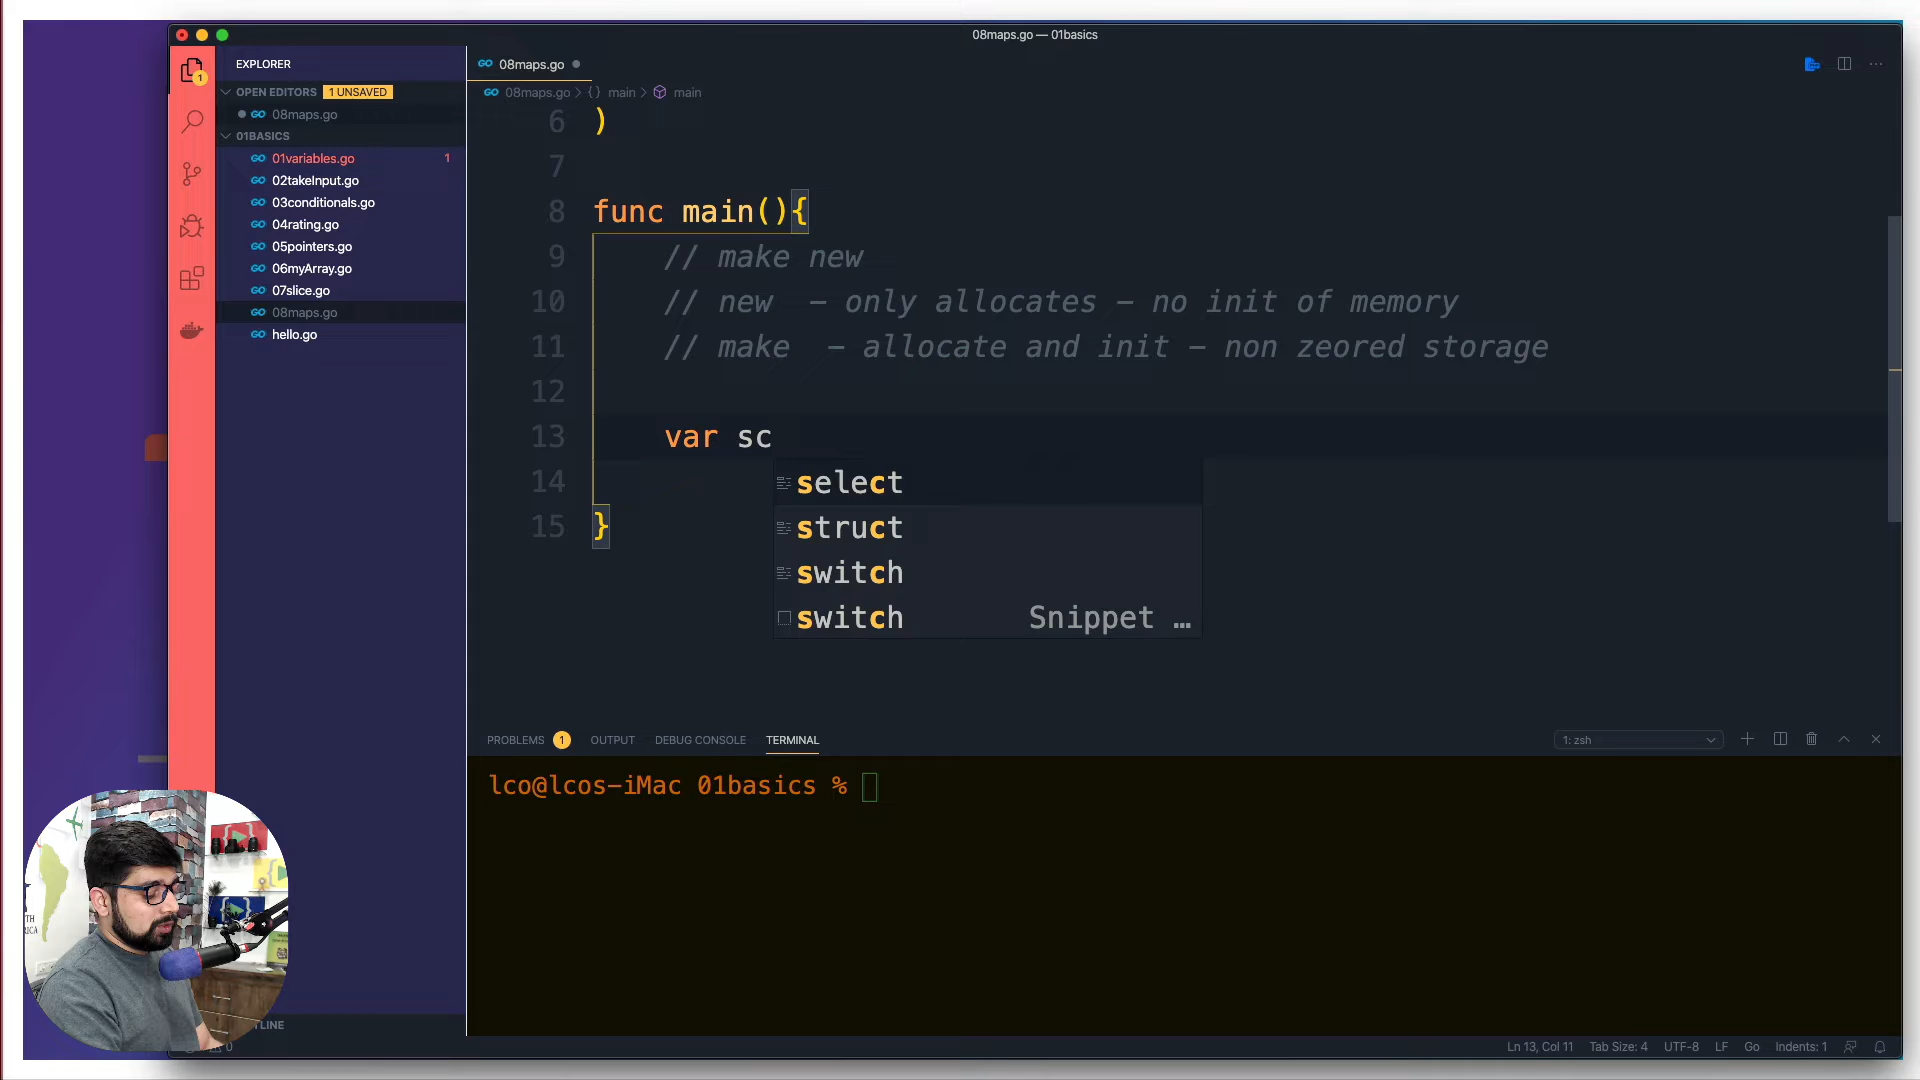 08maps.go — 01basics
EXPLORER
OPEN EDITORS 1 UNSAVED
08maps.go
01BASICS
01variables.go 1
02takeInput.go
03conditionals.go
04rating.go
05pointers.go
06myArray.go
07slice.go
08maps.go
hello.go
08maps.go
08maps.go > {} main > main
6 )
7
8 func main(){
9 // make new
10 // new - only allocates - no init of memory
11 // make - allocate and init - non zeored storage
12
13 var sc
14
15 }
select
struct
switch
switch Snippet ...
PROBLEMS 1 OUTPUT DEBUG CONSOLE TERMINAL
1: zsh
lco@lcos-iMac 01basics %
TLINE
0
Ln 13, Col 11 Tab Size: 4 UTF-8 LF Go Indents: 1